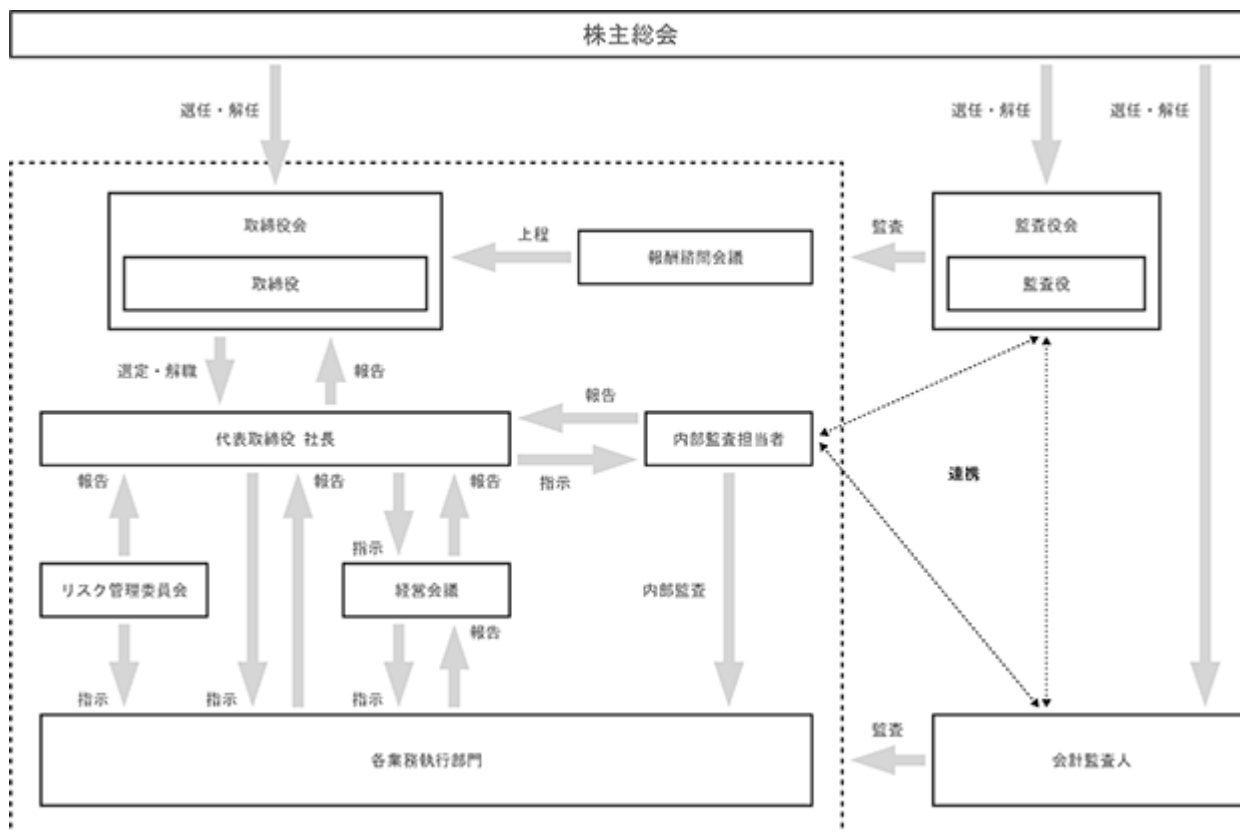 株主総会
選任・解任
選任・解任
選任・解任
取締役会
取締役
上程
報酬諮問会議
監査
監査役会
監査役
選定・解職
報告
代表取締役 社長
報告
指示
内部監査担当者
連携
報告
報告
指示
報告
リスク管理委員会
経営会議
内部監査
報告
指示
指示
指示
各業務執行部門
監査
会計監査人